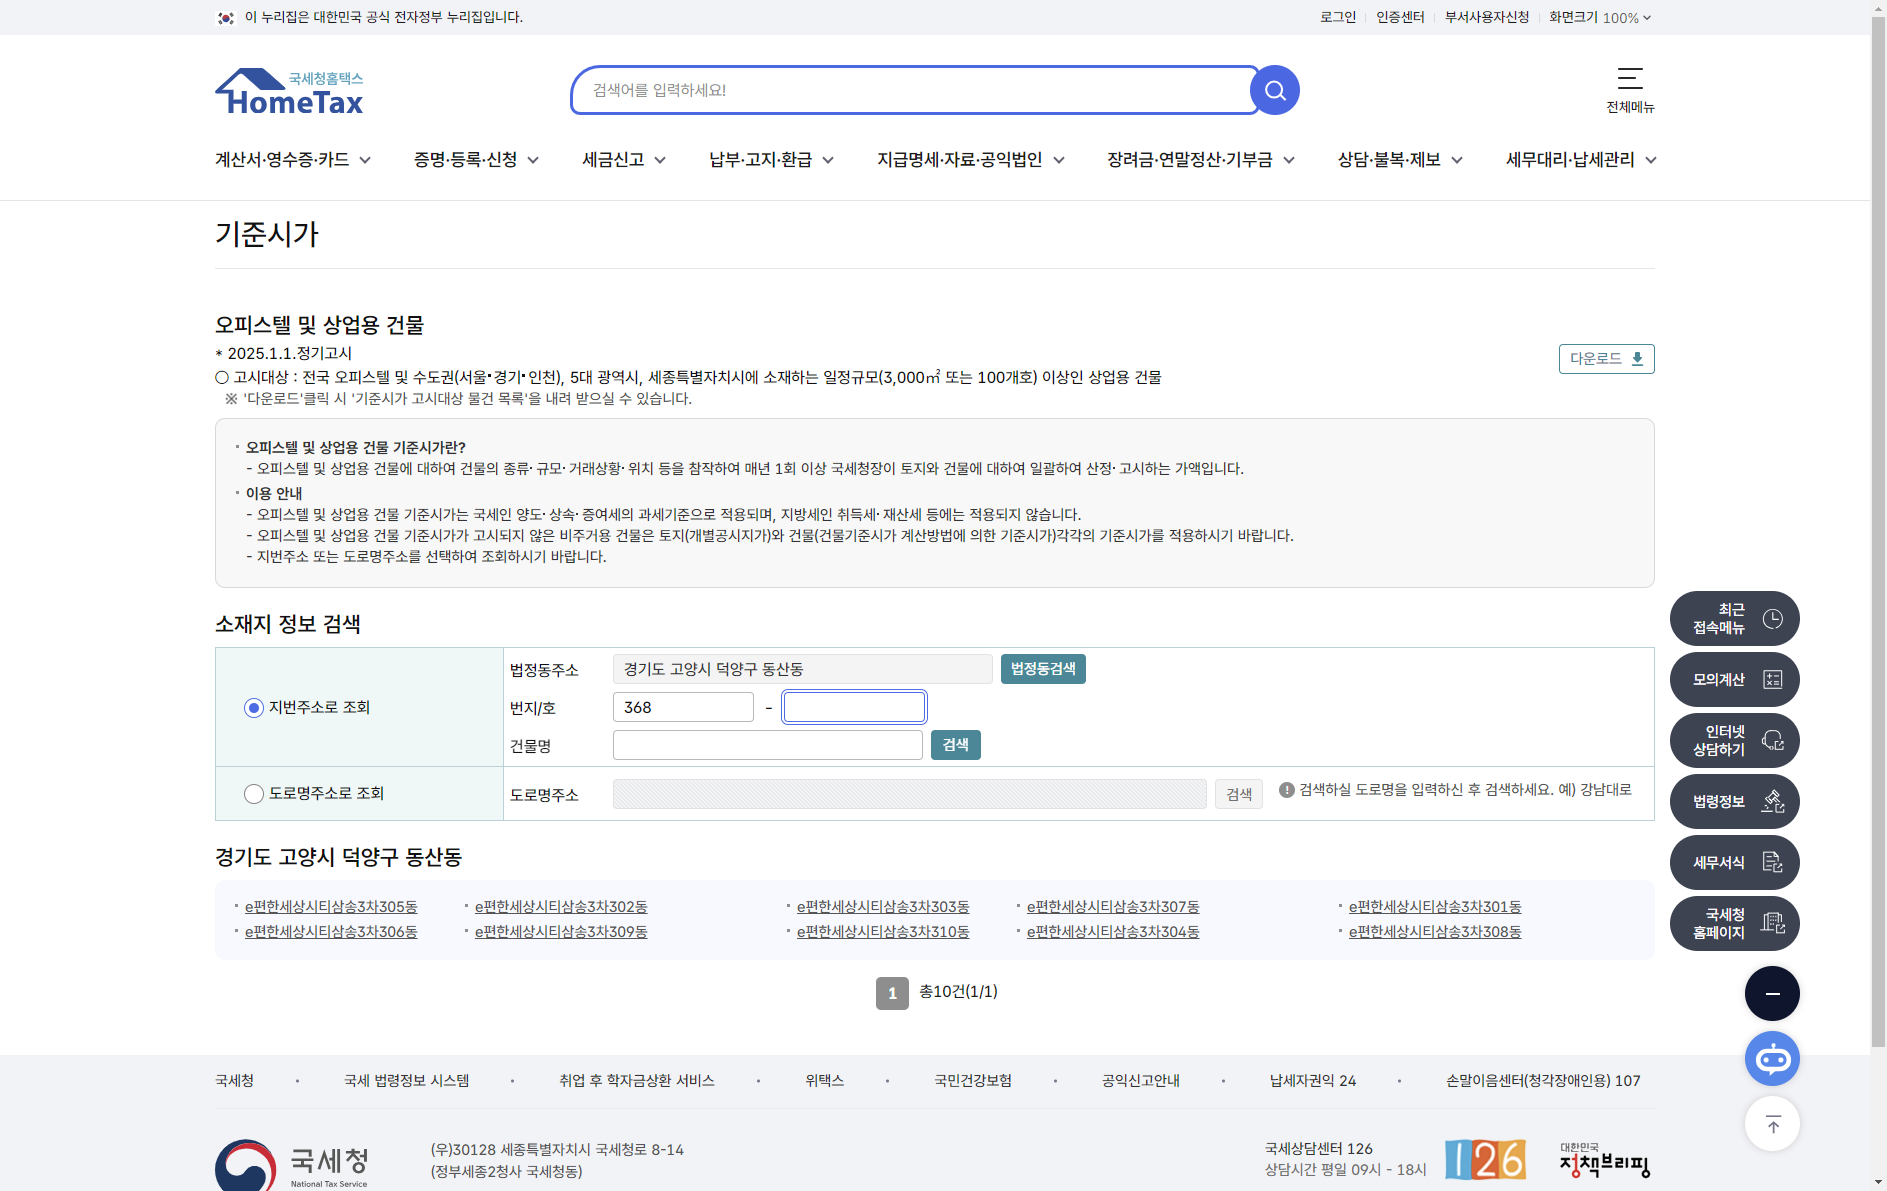 이 누리집은 대한민국 공식 전자정부 누리집입니다.
로그인 인증센터 부서사용자신청 화면크기 100%
국세청홈택스
HomeTax
검색어를 입력하세요!
전체메뉴
계산서·영수증·카드 증명·등록·신청 세금신고 납부·고지·환급 지급명세·자료·공익법인 장려금·연말정산·기부금 상담·불복·제보 세무대리·납세관리
기준시가
오피스텔 및 상업용 건물
* 2025.1.1.정기고시
다운로드
○ 고시대상 : 전국 오피스텔 및 수도권(서울·경기·인천), 5대 광역시, 세종특별자치시에 소재하는 일정규모(3,000㎡ 또는 100개호) 이상인 상업용 건물
※ '다운로드'클릭 시 '기준시가 고시대상 물건 목록'을 내려 받으실 수 있습니다.
· 오피스텔 및 상업용 건물 기준시가란?
- 오피스텔 및 상업용 건물에 대하여 건물의 종류·규모·거래상황·위치 등을 참작하여 매년 1회 이상 국세청장이 토지와 건물에 대하여 일괄하여 산정·고시하는 가액입니다.
· 이용 안내
- 오피스텔 및 상업용 건물 기준시가는 국세인 양도·상속·증여세의 과세기준으로 적용되며, 지방세인 취득세·재산세 등에는 적용되지 않습니다.
- 오피스텔 및 상업용 건물 기준시가가 고시되지 않은 비주거용 건물은 토지(개별공시지가)와 건물(건물기준시가 계산방법에 의한 기준시가)각각의 기준시가를 적용하시기 바랍니다.
- 지번주소 또는 도로명주소를 선택하여 조회하시기 바랍니다.
소재지 정보 검색
지번주소로 조회
법정동주소 경기도 고양시 덕양구 동산동 법정동검색
번지/호 368 -
건물명 검색
도로명주소로 조회 도로명주소 검색 ! 검색하실 도로명을 입력하신 후 검색하세요. 예) 강남대로
경기도 고양시 덕양구 동산동
· e편한세상시티삼송3차305동 · e편한세상시티삼송3차302동 · e편한세상시티삼송3차303동 · e편한세상시티삼송3차307동 · e편한세상시티삼송3차301동
· e편한세상시티삼송3차306동 · e편한세상시티삼송3차309동 · e편한세상시티삼송3차310동 · e편한세상시티삼송3차304동 · e편한세상시티삼송3차308동
1 총10건(1/1)
최근
접속메뉴
모의계산
인터넷
상담하기
법령정보
세무서식
국세청
홈페이지
국세청 · 국세 법령정보 시스템 · 취업 후 학자금상환 서비스 · 위택스 · 국민건강보험 · 공익신고안내 · 납세자권익 24 · 손말이음센터(청각장애인용) 107
국세청
National Tax Service
(우)30128 세종특별자치시 국세청로 8-14
(정부세종2청사 국세청동)
국세상담센터 126
상담시간 평일 09시 - 18시
126
대한민국
정책브리핑